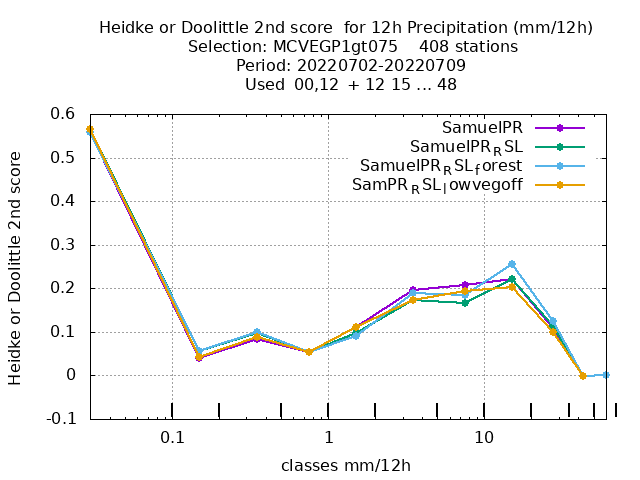 Heidke or Doolittle 2nd score  for 12h Precipitation (mm/12h)
Selection: MCVEGP1gt075    408 stations
Period: 20220702-20220709
Used  00,12  + 12 15 ... 48
SamuelPR
SamuelPR_RSL
SamuelPR_RSL_forest
SamPR_RSL_lowvegoff
0.6
0.5
0.4
0.3
0.2
0.1
0
-0.1
Heidke or Doolittle 2nd score
0.1 1 10
classes mm/12h